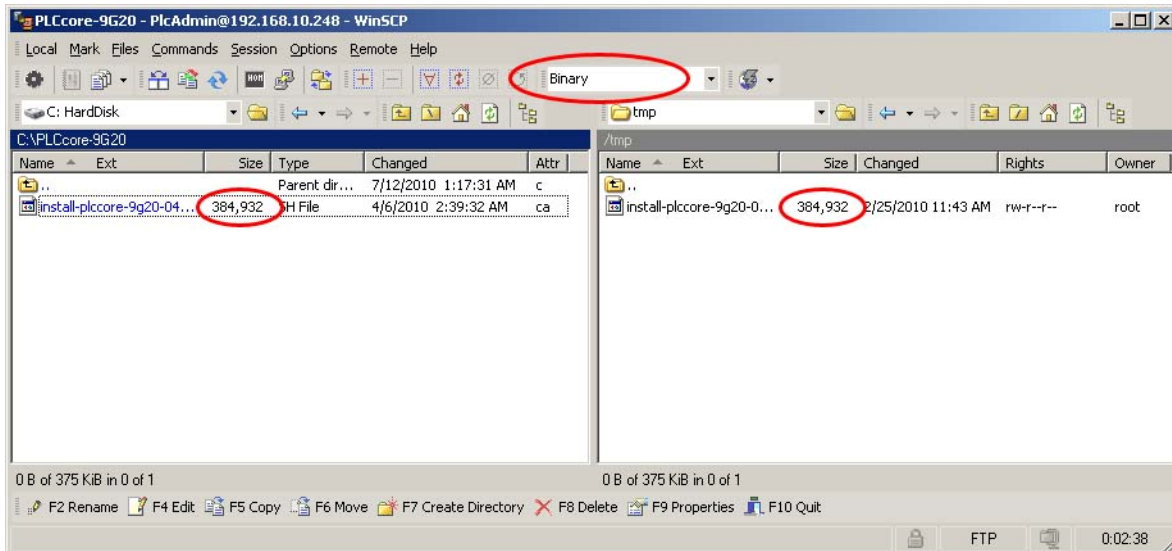 PLCcore-9G20 - PlcAdmin@192.168.10.248 - WinSCP
Local Mark Files Commands Session Options Remote Help
Binary
C: HardDisk
tmp
C:\PLCcore-9G20
/tmp
Name Ext Size Type Changed Attr
Name Ext Size Changed Rights Owner
.. Parent dir... 7/12/2010 1:17:31 AM c
..
install-plccore-9g20-04... 384,932 SH File 4/6/2010 2:39:32 AM ca
install-plccore-9g20-0... 384,932 2/25/2010 11:43 AM rw-r--r-- root
0 B of 375 KiB in 0 of 1
0 B of 375 KiB in 0 of 1
F2 Rename F4 Edit F5 Copy F6 Move F7 Create Directory F8 Delete F9 Properties F10 Quit
FTP 0:02:38